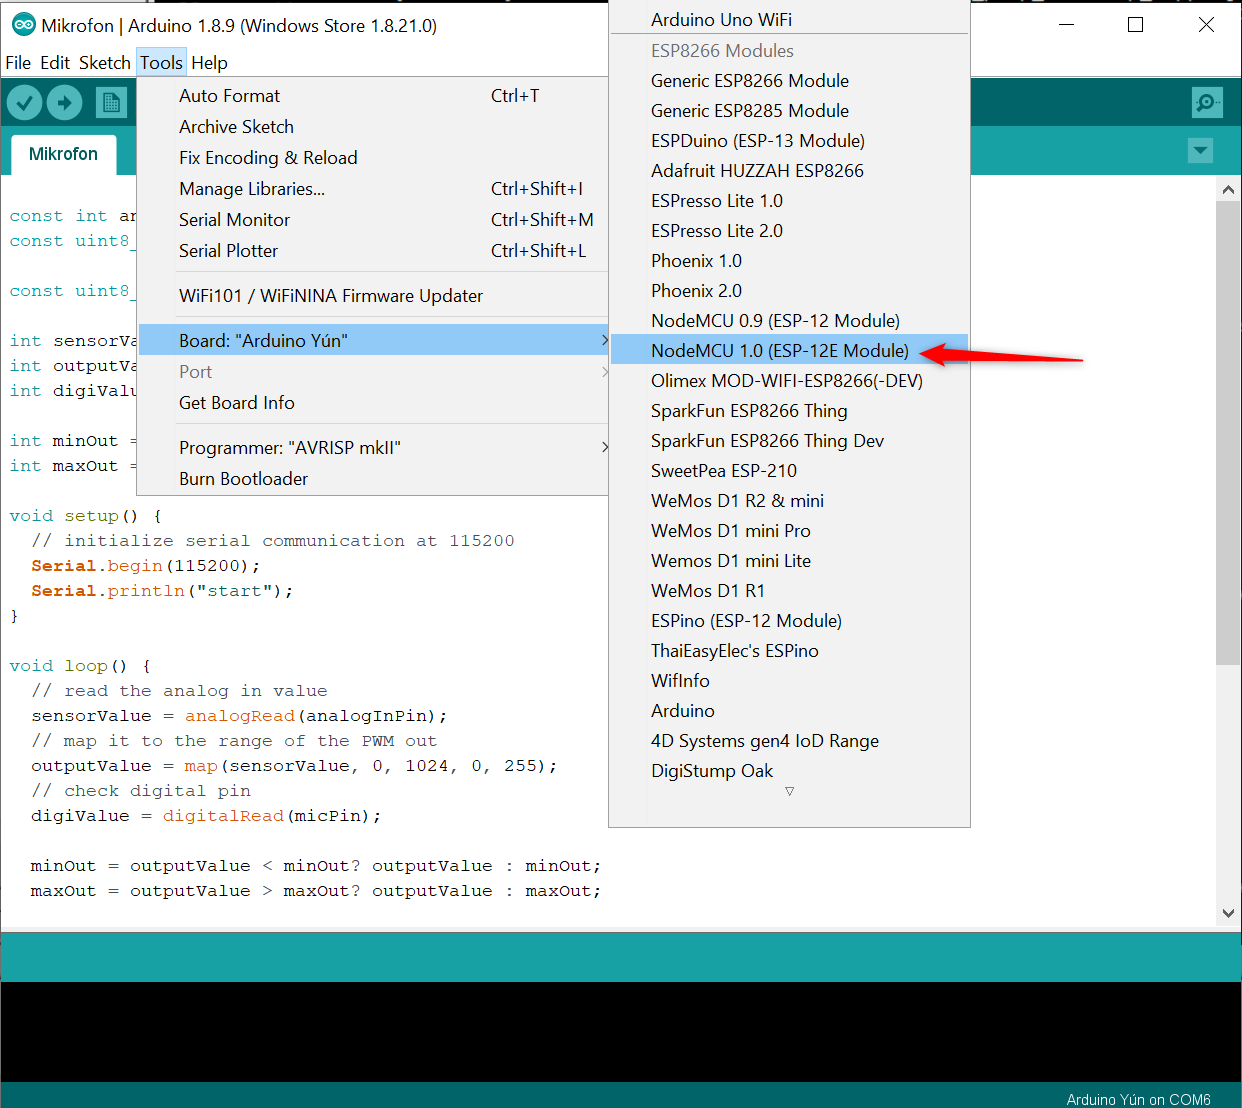 Mikrofon | Arduino 1.8.9 (Windows Store 1.8.21.0)
File Edit Sketch Tools Help
Mikrofon
Auto Format Ctrl+T
Archive Sketch
Fix Encoding & Reload
Manage Libraries... Ctrl+Shift+I
Serial Monitor Ctrl+Shift+M
Serial Plotter Ctrl+Shift+L
WiFi101 / WiFiNINA Firmware Updater
Board: "Arduino Yún"
Port
Get Board Info
Programmer: "AVRISP mkII"
Burn Bootloader
Arduino Uno WiFi
ESP8266 Modules
Generic ESP8266 Module
Generic ESP8285 Module
ESPDuino (ESP-13 Module)
Adafruit HUZZAH ESP8266
ESPresso Lite 1.0
ESPresso Lite 2.0
Phoenix 1.0
Phoenix 2.0
NodeMCU 0.9 (ESP-12 Module)
NodeMCU 1.0 (ESP-12E Module)
Olimex MOD-WIFI-ESP8266(-DEV)
SparkFun ESP8266 Thing
SparkFun ESP8266 Thing Dev
SweetPea ESP-210
WeMos D1 R2 & mini
WeMos D1 mini Pro
Wemos D1 mini Lite
WeMos D1 R1
ESPino (ESP-12 Module)
ThaiEasyElec's ESPino
WifInfo
Arduino
4D Systems gen4 IoD Range
DigiStump Oak
const int an
const uint8_
const uint8_
int sensorVa
int outputVa
int digiValu
int minOut =
int maxOut =
void setup() {
// initialize serial communication at 115200
Serial.begin(115200);
Serial.println("start");
}
void loop() {
// read the analog in value
sensorValue = analogRead(analogInPin);
// map it to the range of the PWM out
outputValue = map(sensorValue, 0, 1024, 0, 255);
// check digital pin
digiValue = digitalRead(micPin);
minOut = outputValue < minOut? outputValue : minOut;
maxOut = outputValue > maxOut? outputValue : maxOut;
Arduino Yún on COM6